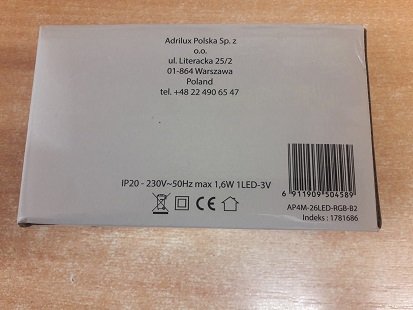 Adrilux Polska Sp. z
o.o.
ul. Literacka 25/2
01-864 Warszawa
Poland
tel. +48 22 490 65 47
IP20 - 230V~50Hz max 1,6W 1LED-3V
CE
6 911909 504589
AP4M-26LED-RGB-B2
Indeks : 1781686